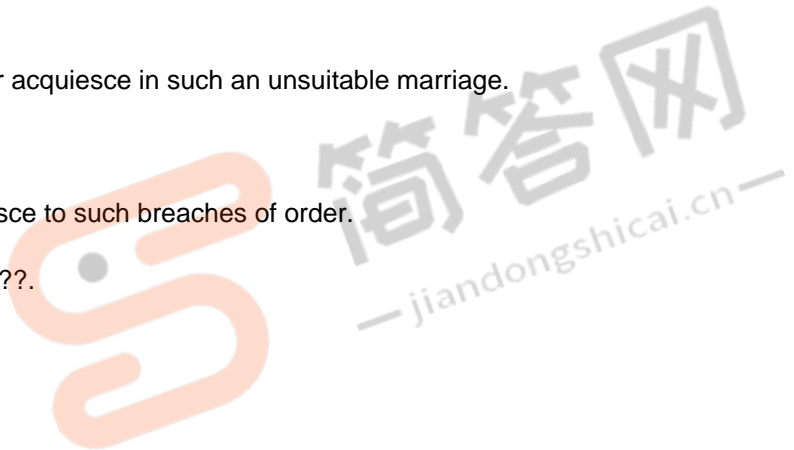 acquiesce in such an unsuitable marriage.
简答网
sce to such breaches of order.
— jiandongshicai.cn —
??.